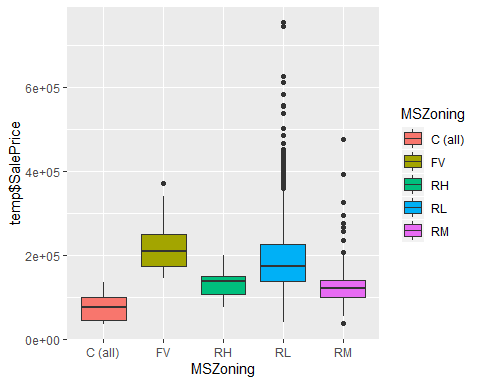 temp$SalePrice
6e+05
4e+05
2e+05
0e+00
C (all) FV RH RL RM
MSZoning
MSZoning
C (all)
FV
RH
RL
RM